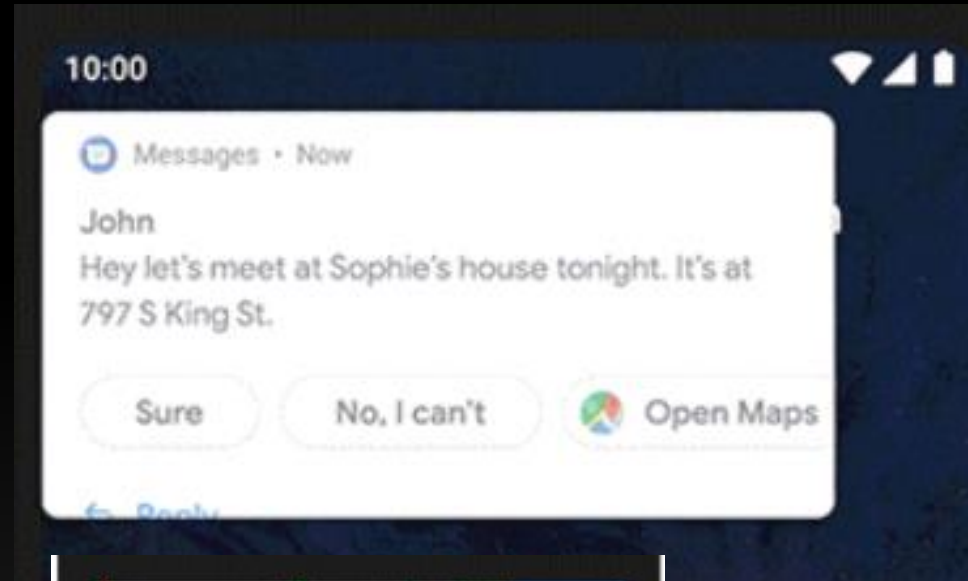 10:00
Messages • Now
John
Hey let's meet at Sophie's house tonight. It's at
797 S King St.
Sure No, I can't Open Maps
Reply